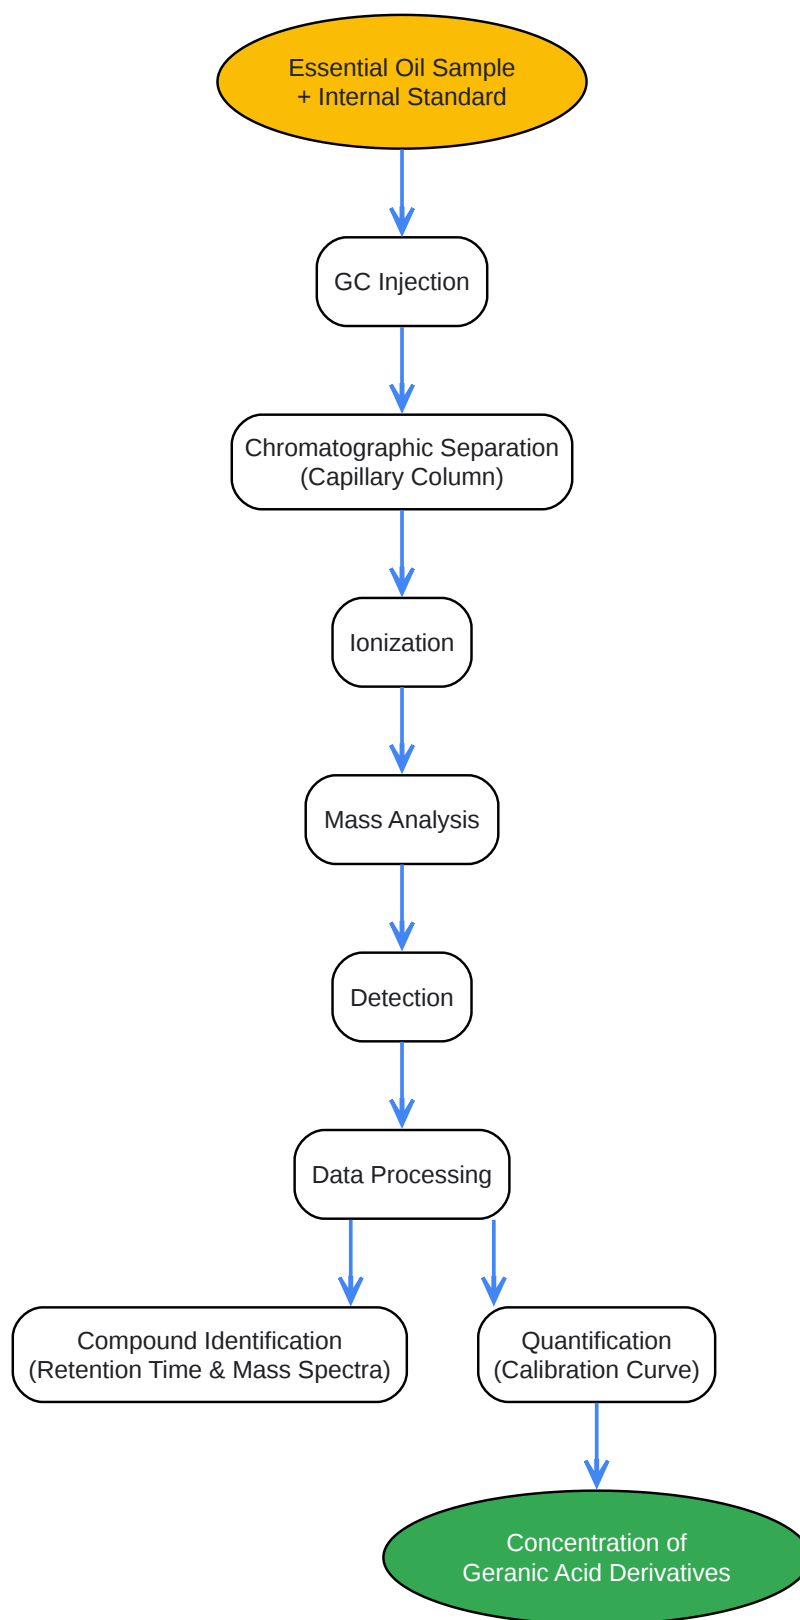 Essential Oil Sample
+ Internal Standard
GC Injection
Chromatographic Separation
(Capillary Column)
Ionization
Mass Analysis
Detection
Data Processing
Compound Identification
(Retention Time & Mass Spectra)
Quantification
(Calibration Curve)
Concentration of
Geranic Acid Derivatives